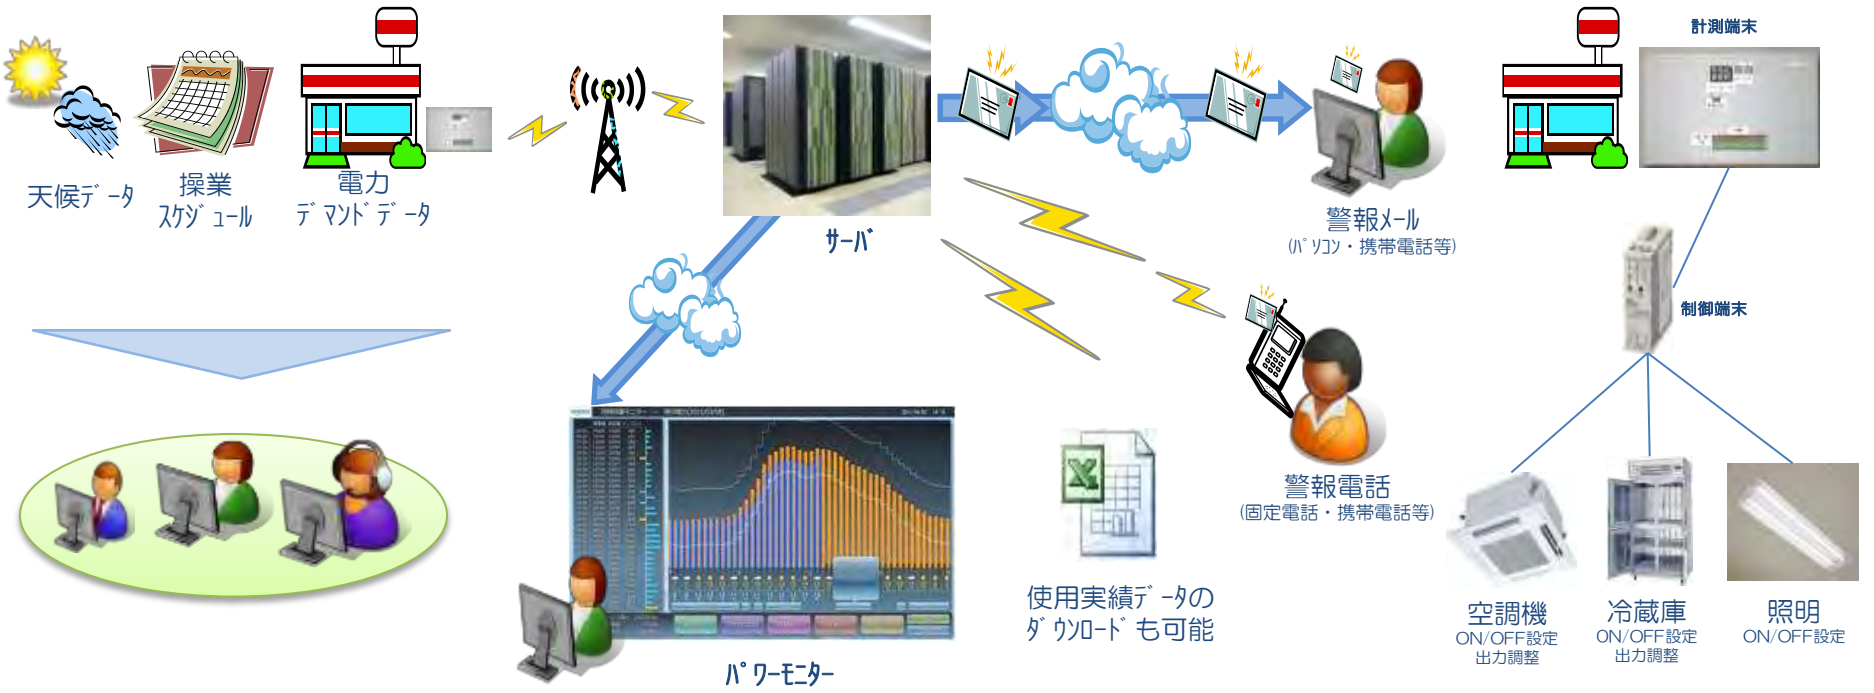 天候ﾃﾞｰﾀ
操業
ｽｹｼﾞｭｰﾙ
電力
ﾃﾞﾏﾝﾄﾞﾃﾞｰﾀ
ｻｰﾊﾞ
警報ﾒｰﾙ
(ﾊﾟｿｺﾝ・携帯電話等)
計測端末
制御端末
警報電話
(固定電話・携帯電話等)
使用実績ﾃﾞｰﾀの
ﾀﾞｳﾝﾛｰﾄﾞも可能
ﾊﾟﾜｰﾓﾆﾀｰ
空調機
ON/OFF設定
出力調整
冷蔵庫
ON/OFF設定
出力調整
照明
ON/OFF設定